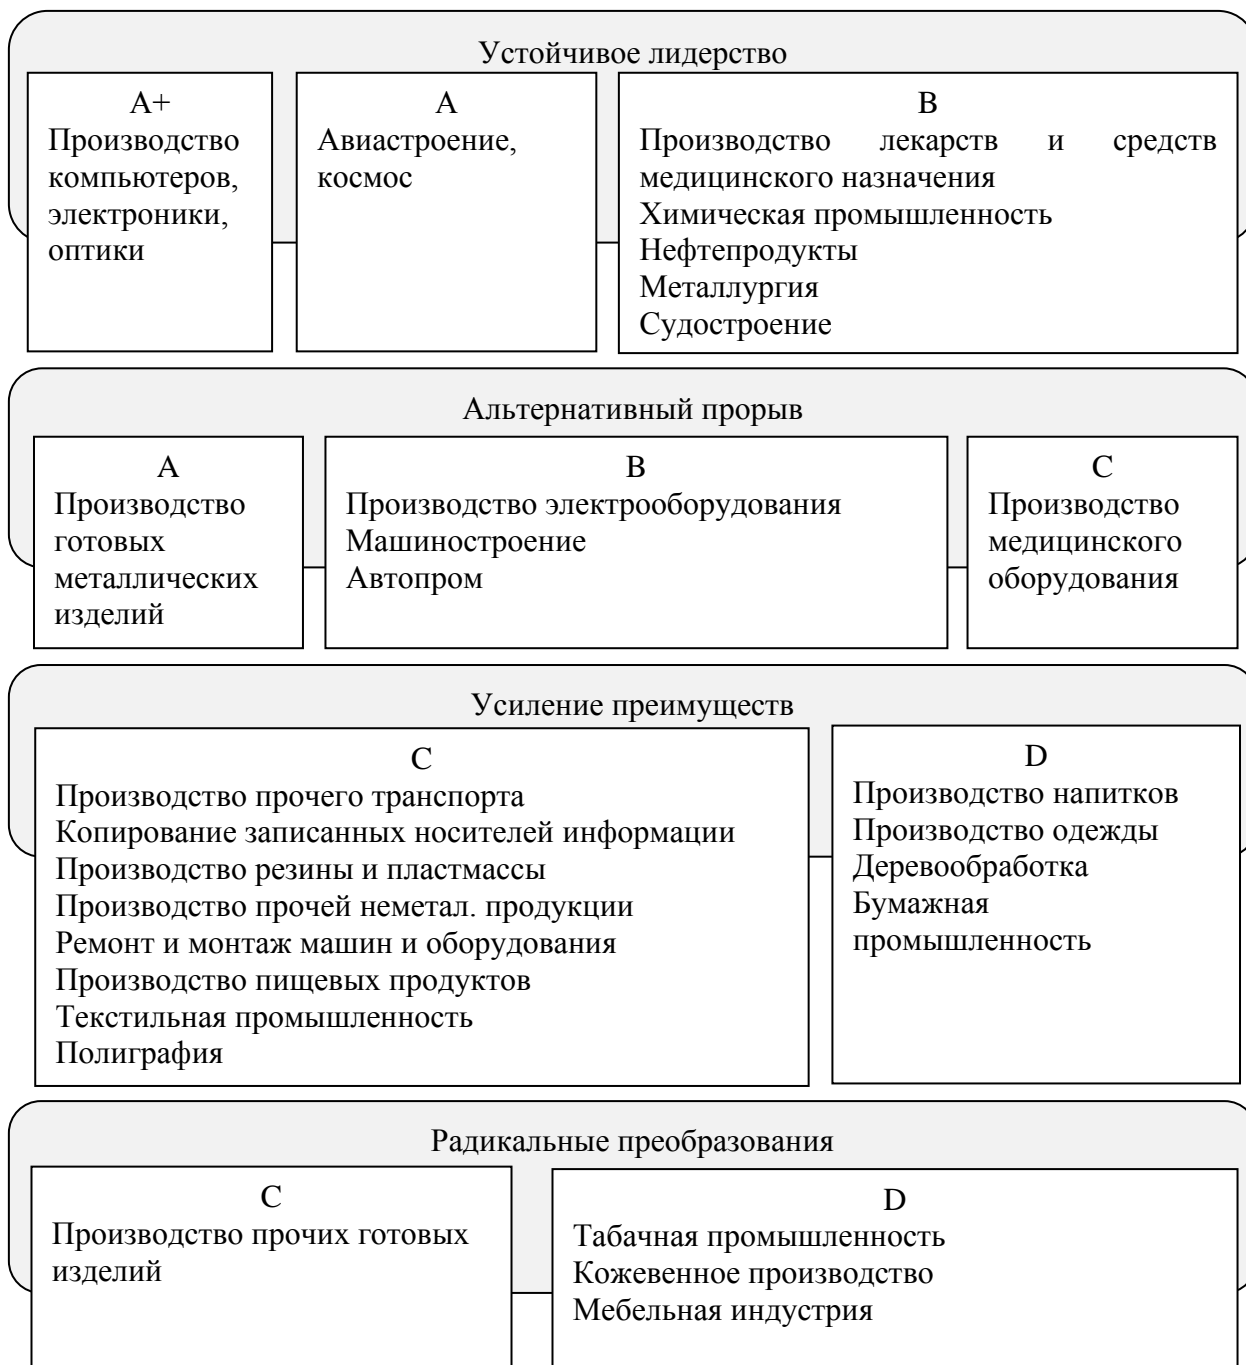 Устойчивое лидерство
A+
Производство
компьютеров,
электроники,
оптики
A
Авиастроение,
космос
B
Производство лекарств и средств
медицинского назначения
Химическая промышленность
Нефтепродукты
Металлургия
Судостроение
Альтернативный прорыв
A
Производство
готовых
металлических
изделий
B
Производство электрооборудования
Машиностроение
Автопром
C
Производство
медицинского
оборудования
Усиление преимуществ
C
Производство прочего транспорта
Копирование записанных носителей информации
Производство резины и пластмассы
Производство прочей неметал. продукции
Ремонт и монтаж машин и оборудования
Производство пищевых продуктов
Текстильная промышленность
Полиграфия
D
Производство напитков
Производство одежды
Деревообработка
Бумажная
промышленность
Радикальные преобразования
C
Производство прочих готовых
изделий
D
Табачная промышленность
Кожевенное производство
Мебельная индустрия